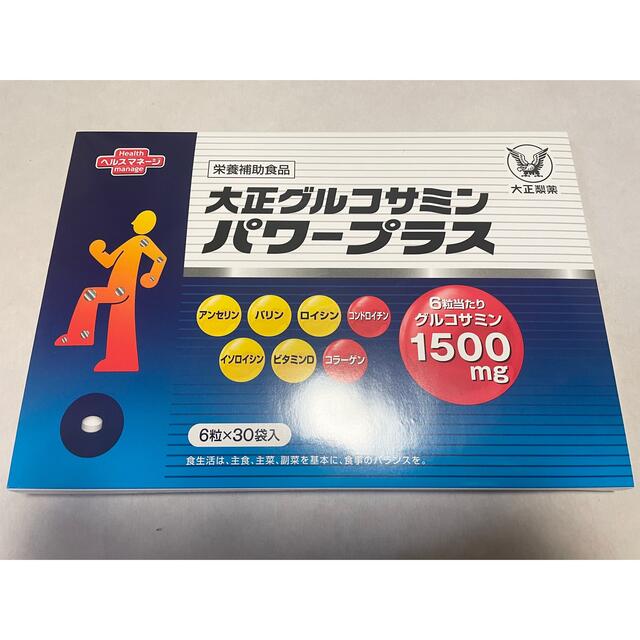 Health
ヘルスマネージ
manage
栄養補助食品
大正製薬
大正グルコサミン
パワープラス
アンセリン
バリン
ロイシン
コンドロイチン
イソロイシン
ビタミンD
コラーゲン
6粒当たり
グルコサミン
1500
mg
6粒×30袋入
食生活は、主食、主菜、副菜を基本に、食事のバランスを。